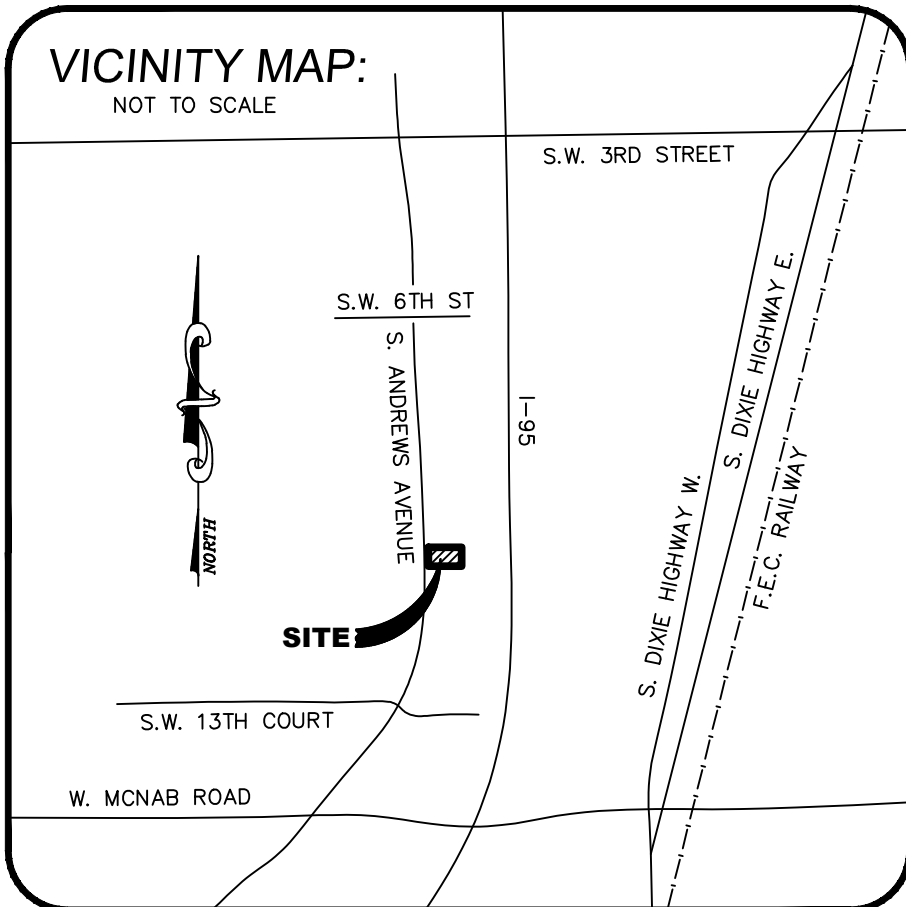 VICINITY MAP:
NOT TO SCALE
S.W. 3RD STREET
S.W. 6TH ST
S. ANDREWS AVENUE
I-95
S. DIXIE HIGHWAY E.
S. DIXIE HIGHWAY W.
F.E.C. RAILWAY
NORTH
SITE
S.W. 13TH COURT
W. MCNAB ROAD